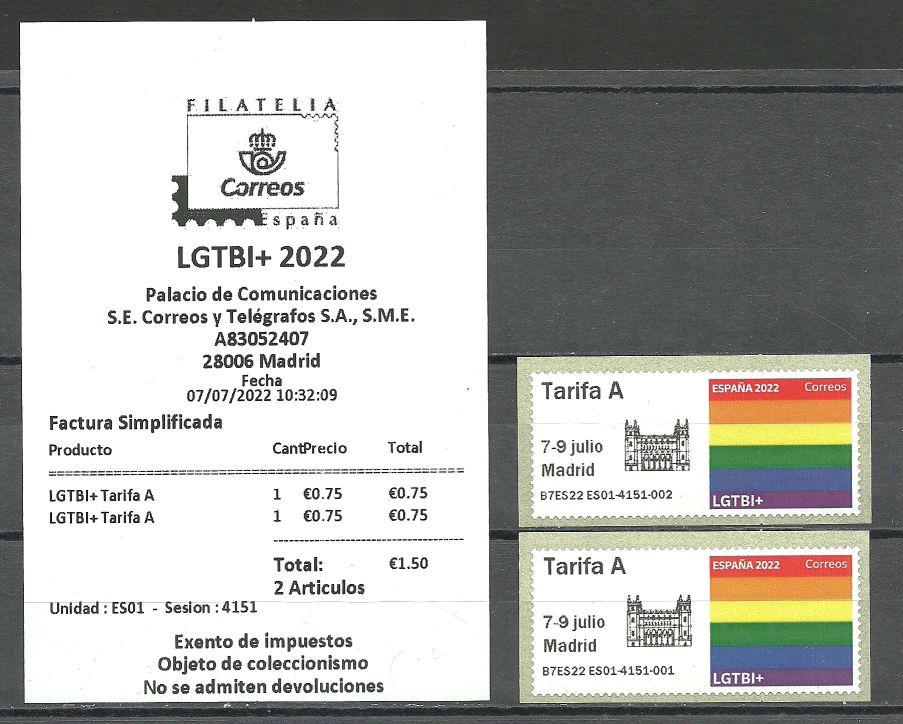 FILATELIA
Correos
España
LGTBI+ 2022
Palacio de Comunicaciones
S.E. Correos y Telégrafos S.A., S.M.E.
A83052407
28006 Madrid
Fecha
07/07/2022 10:32:09
Factura Simplificada
Producto CantPrecio Total
LGTBI+ Tarifa A 1 €0.75 €0.75
LGTBI+ Tarifa A 1 €0.75 €0.75
Total: €1.50
2 Articulos
Unidad : ES01 - Sesion : 4151
Exento de impuestos
Objeto de coleccionismo
No se admiten devoluciones
Tarifa A
7-9 julio
Madrid
B7ES22 ES01-4151-002
ESPAÑA 2022 Correos
LGTBI+
Tarifa A
7-9 julio
Madrid
B7ES22 ES01-4151-001
ESPAÑA 2022 Correos
LGTBI+